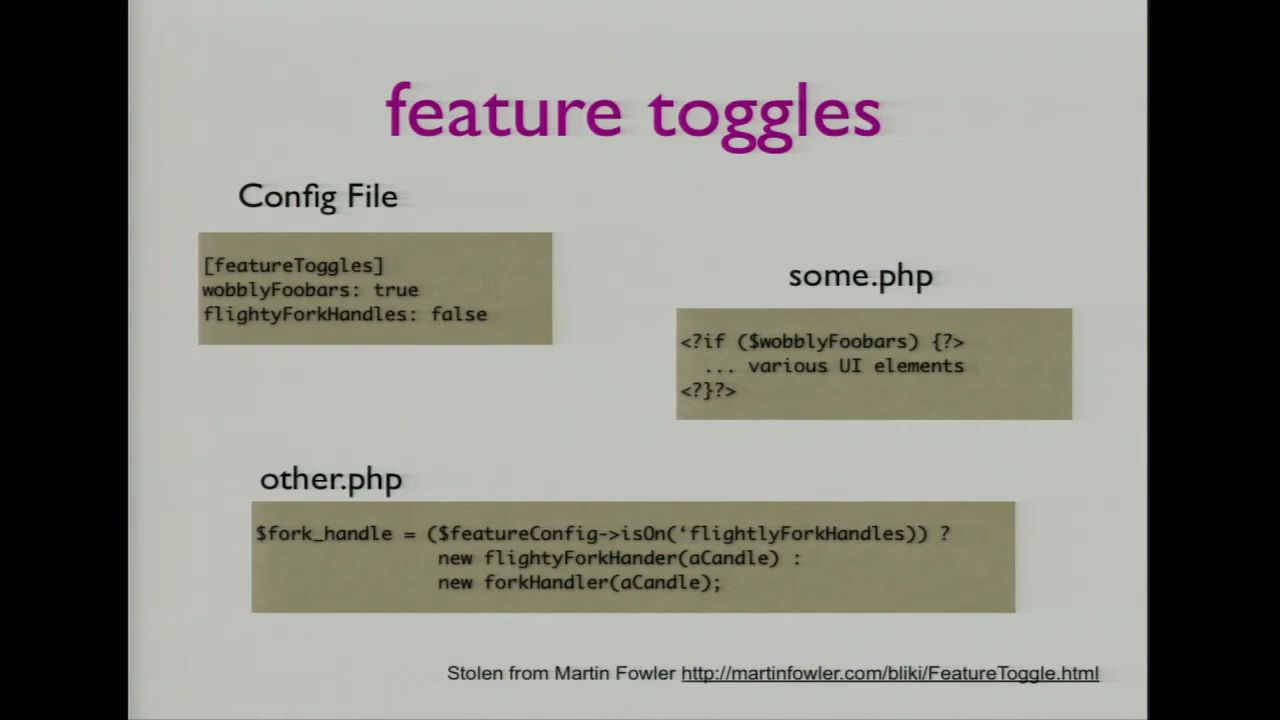 feature toggles
Config File
[featureToggles]
wobblyFoobars: true
flightyForkHandles: false
some.php
<?if ($wobblyFoobars) {?>
  ... various UI elements
<?}?>
other.php
$fork_handle = ($featureConfig->isOn(‘flightlyForkHandles)) ?
                new flightyForkHander(aCandle) :
                new forkHandler(aCandle);
Stolen from Martin Fowler http://martinfowler.com/bliki/FeatureToggle.html